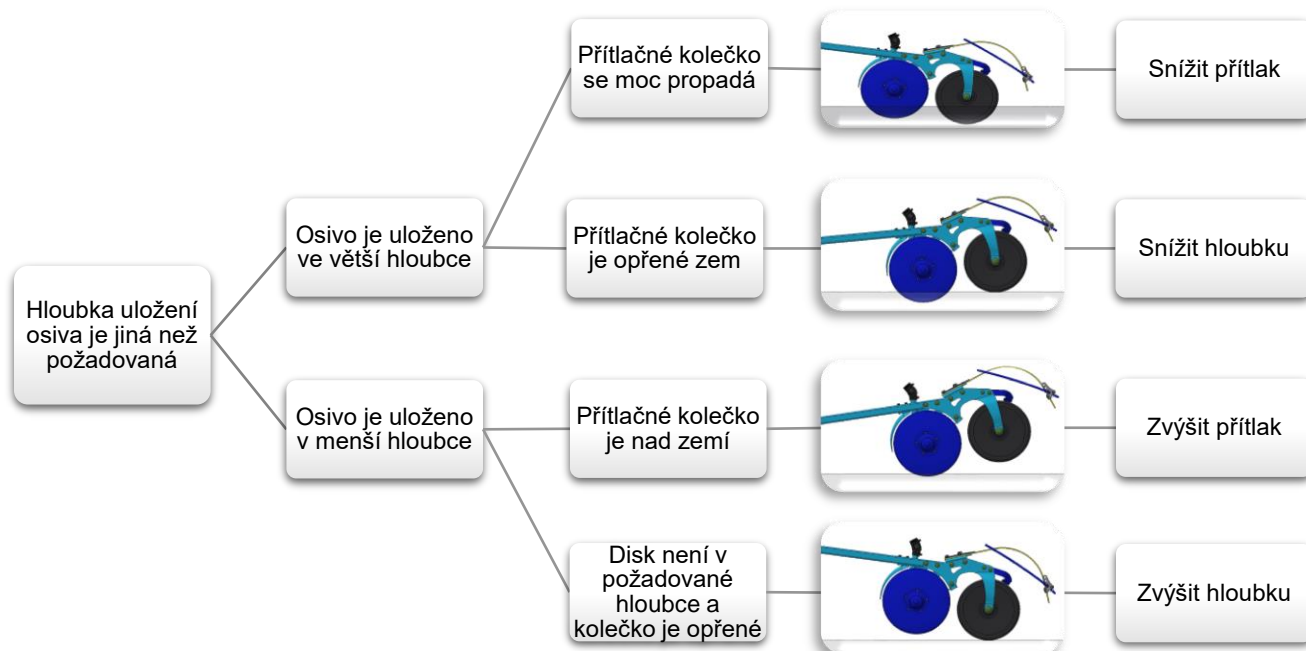 Hloubka uložení
osiva je jiná než
požadovaná
Osivo je uloženo
ve větší hloubce
Přítlačné kolečko
se moc propadá
Snížit přítlak
Přítlačné kolečko
je opřené zem
Snížit hloubku
Osivo je uloženo
v menší hloubce
Přítlačné kolečko
je nad zemí
Zvýšit přítlak
Disk není v
požadované
hloubce a
kolečko je opřené
Zvýšit hloubku